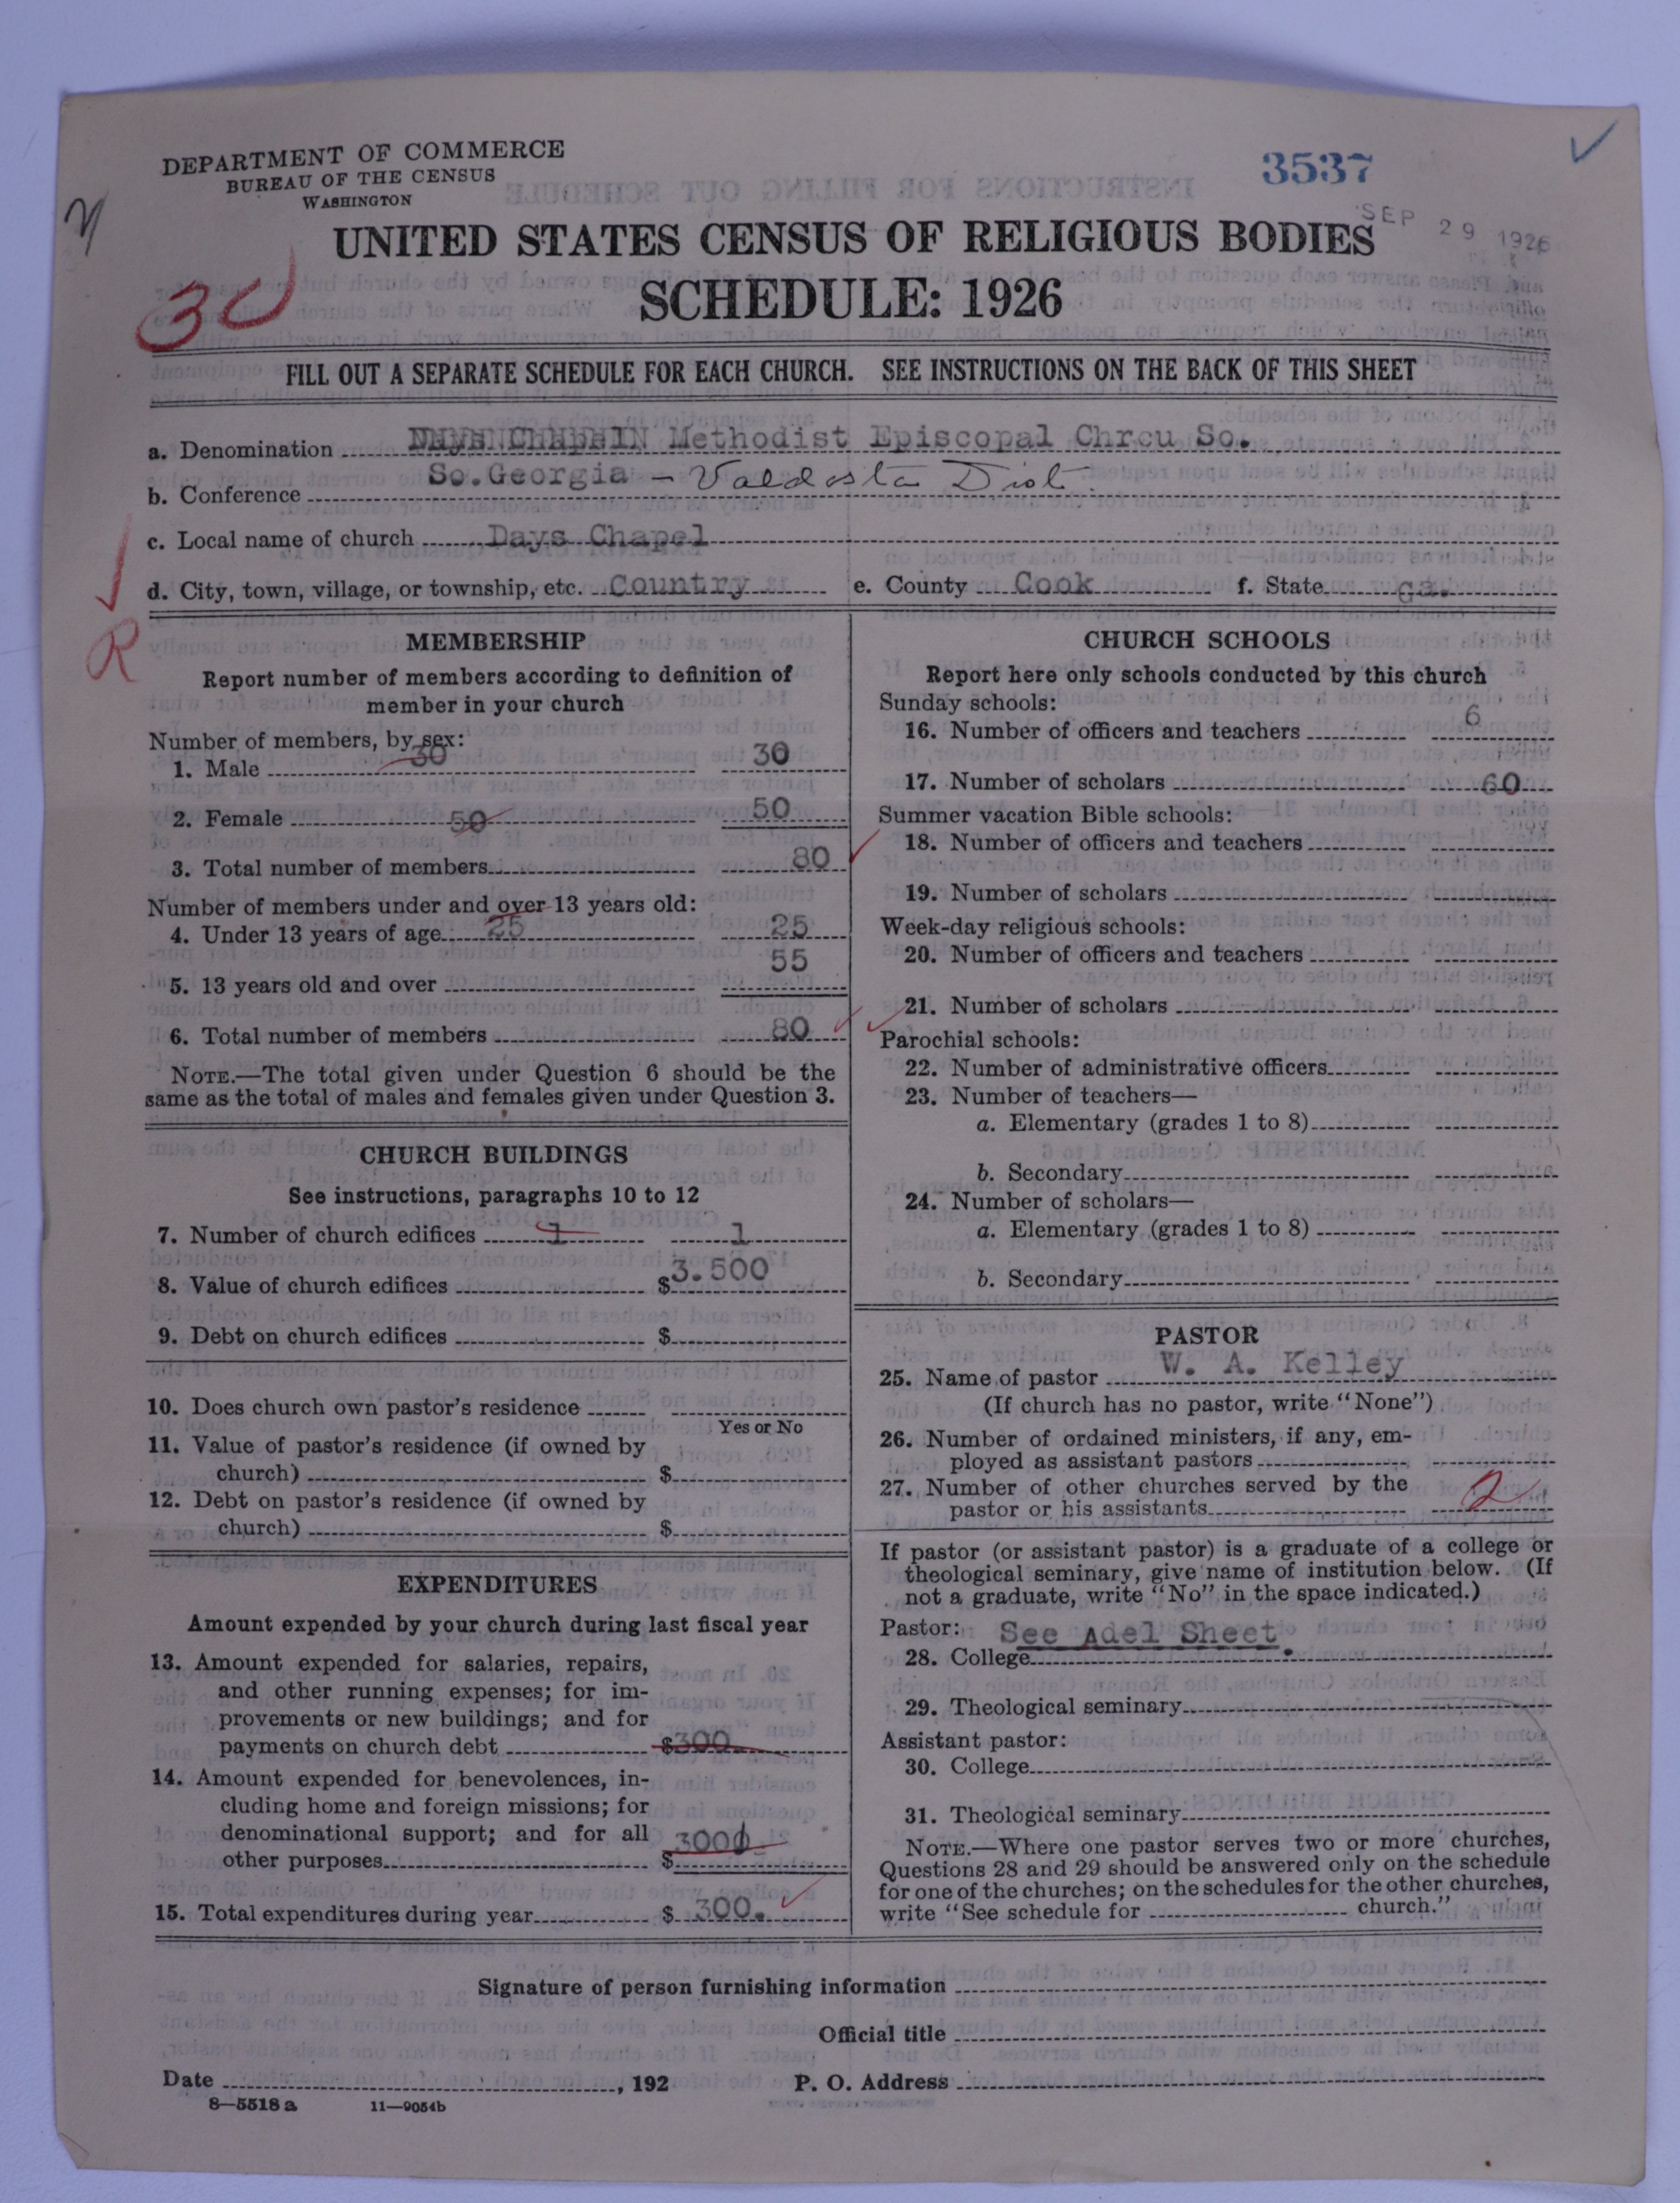 DEPARTMENT OF COMMERCE
BUREAU OF THE CENSUS
WASHINGTON
3537
SEP 29 1926
UNITED STATES CENSUS OF RELIGIOUS BODIES
SCHEDULE: 1926
30
FILL OUT A SEPARATE SCHEDULE FOR EACH CHURCH. SEE INSTRUCTIONS ON THE BACK OF THIS SHEET
a. Denomination Methodist Episcopal Chrcu So.
b. Conference So. Georgia - Valdosta Dist.
c. Local name of church Days Chapel
d. City, town, village, or township, etc. Country e. County Cook f. State Ga.
R
MEMBERSHIP
Report number of members according to definition of
member in your church
Number of members, by sex:
1. Male 30 30
2. Female 50 50
3. Total number of members 80
Number of members under and over 13 years old:
4. Under 13 years of age 25 25
5. 13 years old and over 55
6. Total number of members 80
NOTE.—The total given under Question 6 should be the
same as the total of males and females given under Question 3.
CHURCH BUILDINGS
See instructions, paragraphs 10 to 12
7. Number of church edifices 1 1
8. Value of church edifices $ 3.500
9. Debt on church edifices $
10. Does church own pastor's residence
Yes or No
11. Value of pastor's residence (if owned by
church) $
12. Debt on pastor's residence (if owned by
church) $
EXPENDITURES
Amount expended by your church during last fiscal year
13. Amount expended for salaries, repairs,
and other running expenses; for im-
provements or new buildings; and for
payments on church debt $300.
14. Amount expended for benevolences, in-
cluding home and foreign missions; for
denominational support; and for all
other purposes $ 3000
15. Total expenditures during year $ 300.
CHURCH SCHOOLS
Report here only schools conducted by this church
Sunday schools:
16. Number of officers and teachers 6
17. Number of scholars 60
Summer vacation Bible schools:
18. Number of officers and teachers
19. Number of scholars
Week-day religious schools:
20. Number of officers and teachers
21. Number of scholars
Parochial schools:
22. Number of administrative officers
23. Number of teachers—
a. Elementary (grades 1 to 8)
b. Secondary
24. Number of scholars—
a. Elementary (grades 1 to 8)
b. Secondary
PASTOR
25. Name of pastor W. A. Kelley
(If church has no pastor, write "None")
26. Number of ordained ministers, if any, em-
ployed as assistant pastors
27. Number of other churches served by the
pastor or his assistants 2
If pastor (or assistant pastor) is a graduate of a college or
theological seminary, give name of institution below. (If
not a graduate, write "No" in the space indicated.)
Pastor: See Adel Sheet.
28. College
29. Theological seminary
Assistant pastor:
30. College
31. Theological seminary
NOTE.—Where one pastor serves two or more churches,
Questions 28 and 29 should be answered only on the schedule
for one of the churches; on the schedules for the other churches,
write "See schedule for church."
Signature of person furnishing information
Official title
Date , 192 P. O. Address
8—5518 a 11—9054b